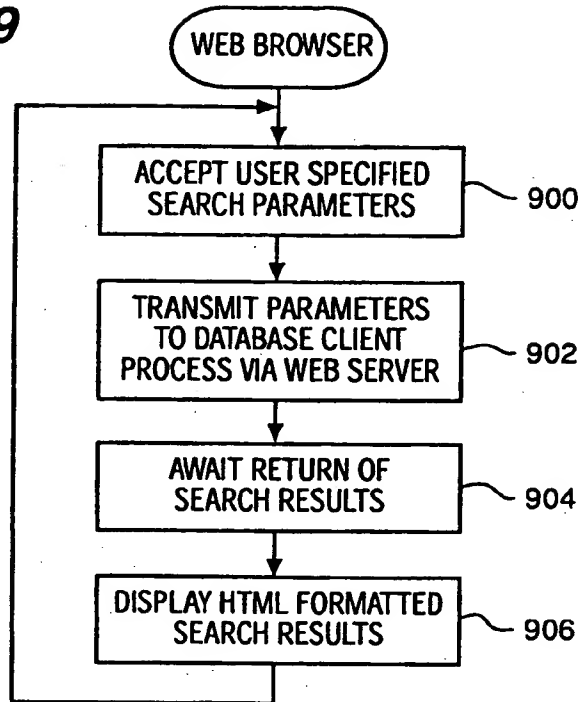 9
WEB BROWSER
ACCEPT USER SPECIFIED
SEARCH PARAMETERS
900
TRANSMIT PARAMETERS
TO DATABASE CLIENT
PROCESS VIA WEB SERVER
902
AWAIT RETURN OF
SEARCH RESULTS
904
DISPLAY HTML FORMATTED
SEARCH RESULTS
906